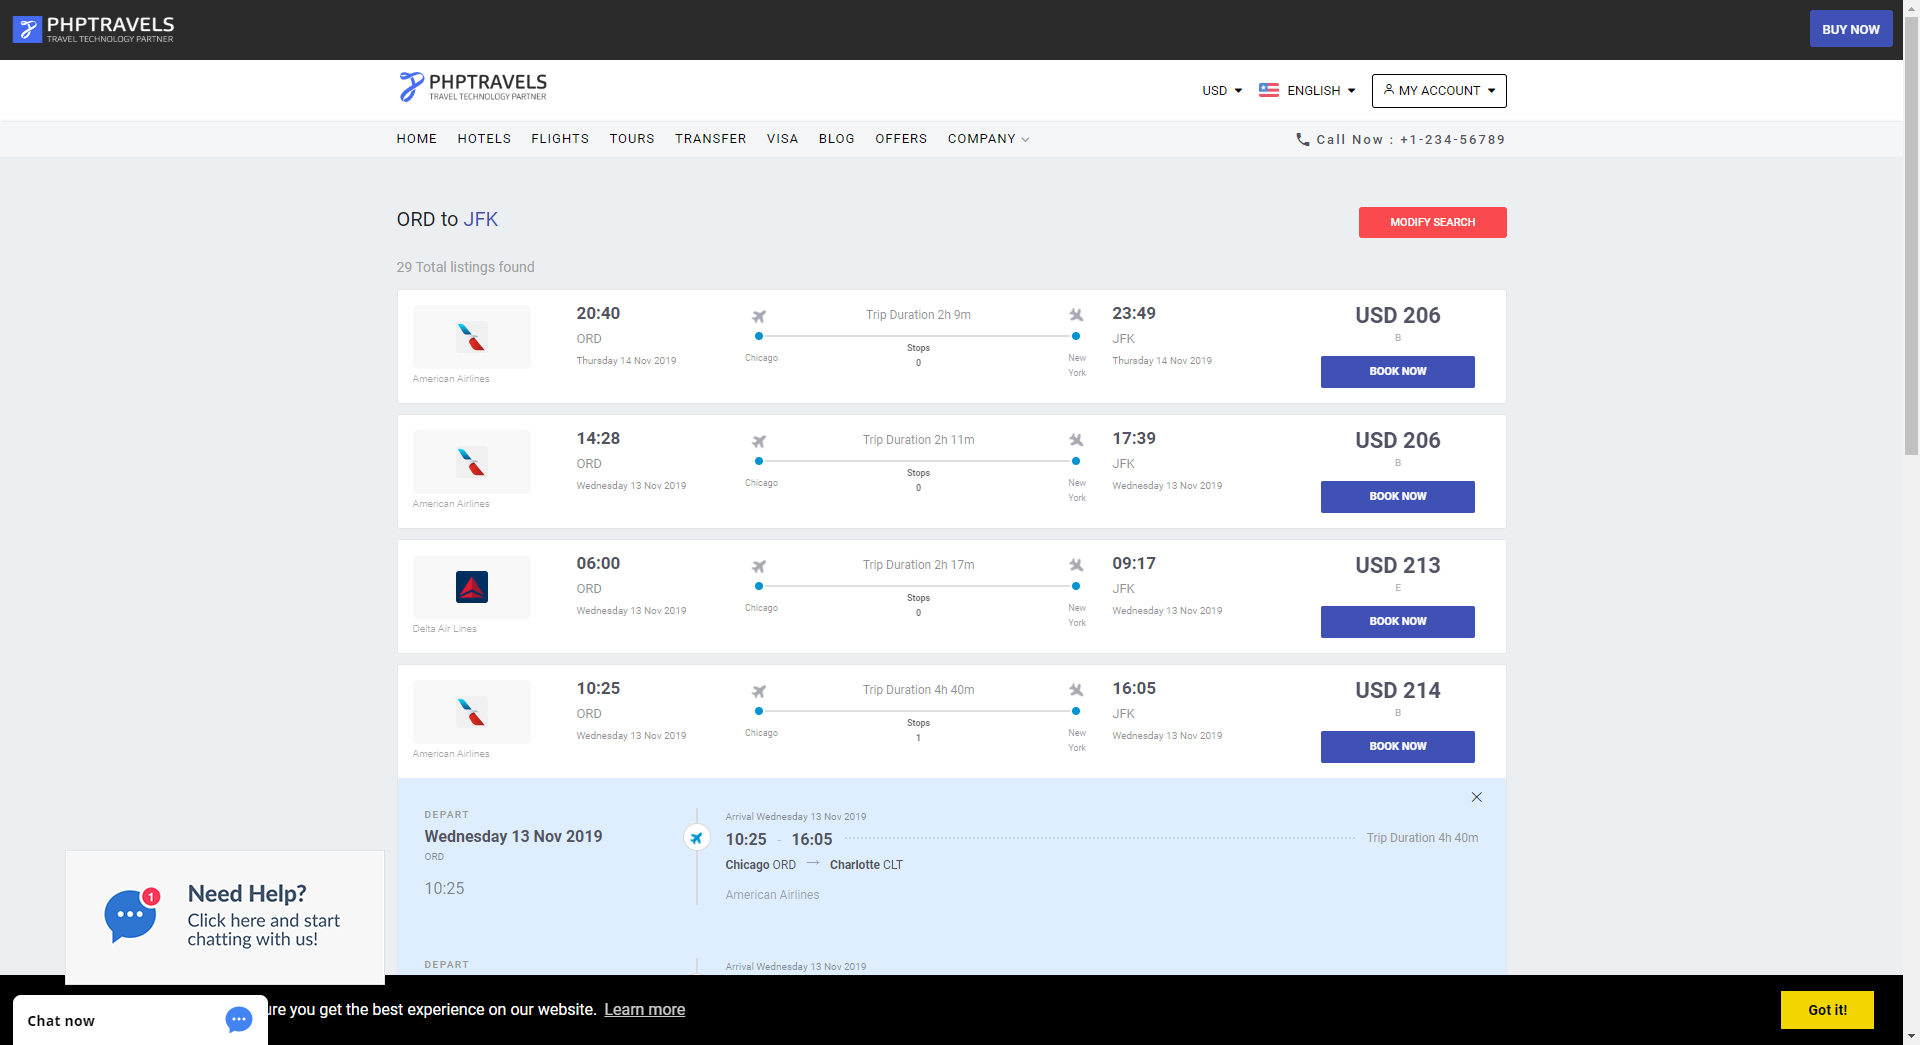 PHPTRAVELS
TRAVEL TECHNOLOGY PARTNER
BUY NOW
PHPTRAVELS
TRAVEL TECHNOLOGY PARTNER
USD
ENGLISH
MY ACCOUNT
HOME HOTELS FLIGHTS TOURS TRANSFER VISA BLOG OFFERS COMPANY
Call Now : +1-234-56789
ORD to JFK
MODIFY SEARCH
29 Total listings found
American Airlines
20:40
ORD
Thursday 14 Nov 2019
Trip Duration 2h 9m
Stops
0
Chicago
New
York
23:49
JFK
Thursday 14 Nov 2019
USD 206
B
BOOK NOW
American Airlines
14:28
ORD
Wednesday 13 Nov 2019
Trip Duration 2h 11m
Stops
0
Chicago
New
York
17:39
JFK
Wednesday 13 Nov 2019
USD 206
B
BOOK NOW
Delta Air Lines
06:00
ORD
Wednesday 13 Nov 2019
Trip Duration 2h 17m
Stops
0
Chicago
New
York
09:17
JFK
Wednesday 13 Nov 2019
USD 213
E
BOOK NOW
American Airlines
10:25
ORD
Wednesday 13 Nov 2019
Trip Duration 4h 40m
Stops
1
Chicago
New
York
16:05
JFK
Wednesday 13 Nov 2019
USD 214
B
BOOK NOW
DEPART
Wednesday 13 Nov 2019
ORD
10:25
Arrival Wednesday 13 Nov 2019
10:25 - 16:05
Trip Duration 4h 40m
Chicago ORD → Charlotte CLT
American Airlines
DEPART
Arrival Wednesday 13 Nov 2019
1
Need Help?
Click here and start
chatting with us!
Chat now
ure you get the best experience on our website. Learn more
Got it!